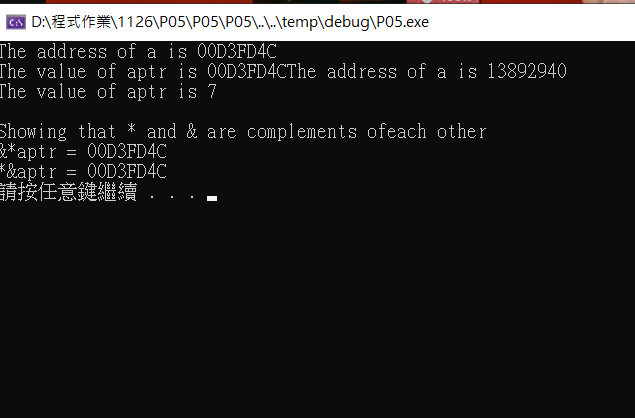 D:\程式作業\1126\P05\P05\P05\..\..\temp\debug\P05.exe
The address of a is 00D3FD4C
The value of aptr is 00D3FD4CThe address of a is 13892940
The value of aptr is 7
Showing that * and & are complements ofeach other
&*aptr = 00D3FD4C
*&aptr = 00D3FD4C
請按任意鍵繼續 . . .